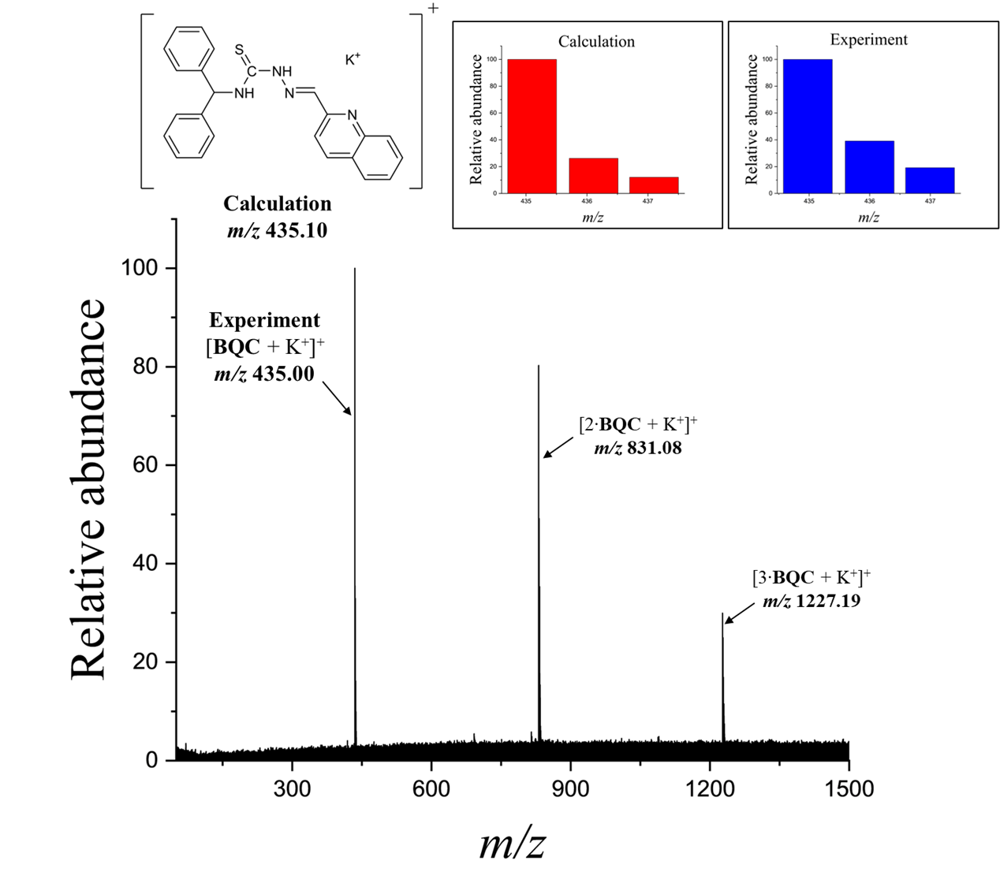 +
S
K+
C
NH
NH
N
N
Calculation
m/z 435.10
Calculation
Relative abundance
100
80
60
40
20
0
435
436
437
m/z
Experiment
Relative abundance
100
80
60
40
20
0
435
436
437
m/z
Relative abundance
100
80
60
40
20
0
Experiment
[BQC + K+]+
m/z 435.00
[2·BQC + K+]+
m/z 831.08
[3·BQC + K+]+
m/z 1227.19
300
600
900
1200
1500
m/z